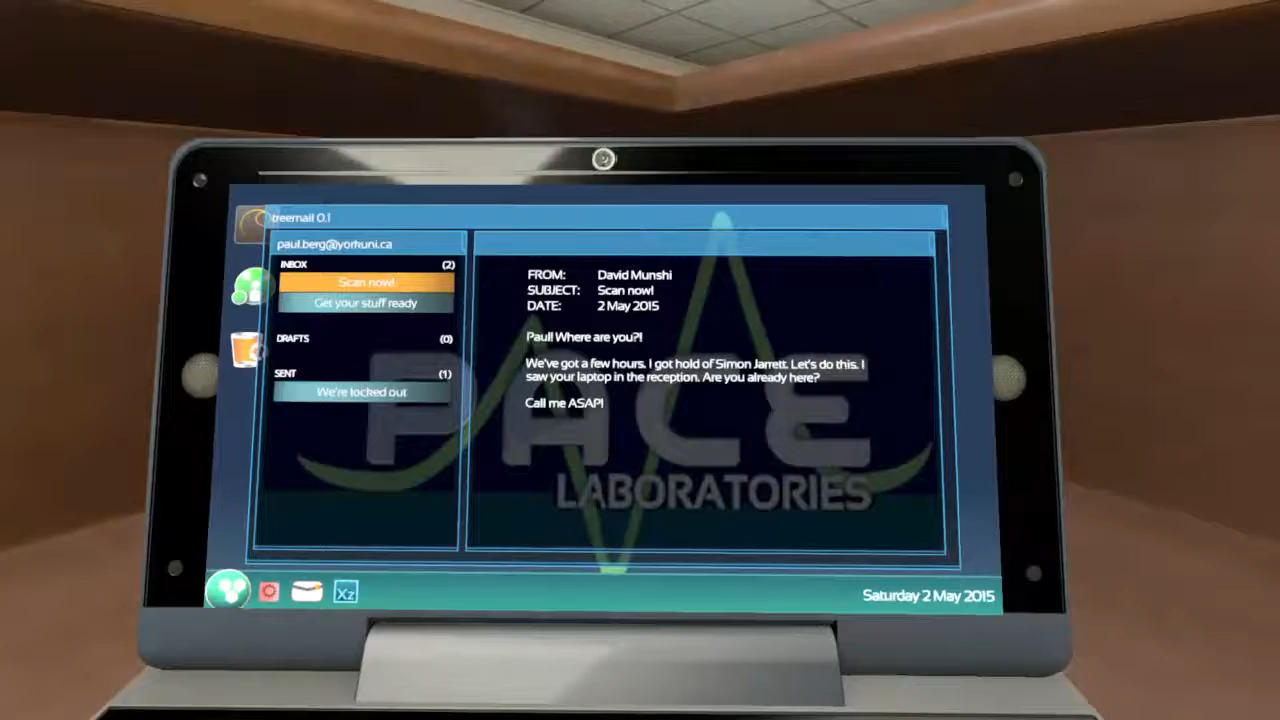 treemail 0.1
paul.berg@yorkuni.ca
INBOX (2)
Scan now!
Get your stuff ready
DRAFTS (0)
SENT (1)
We're locked out
FROM: David Munshi
SUBJECT: Scan now!
DATE: 2 May 2015
Paul! Where are you?!
We've got a few hours. I got hold of Simon Jarrett. Let's do this. I
saw your laptop in the reception. Are you already here?
Call me ASAP!
PACE
LABORATORIES
Xz
Saturday 2 May 2015